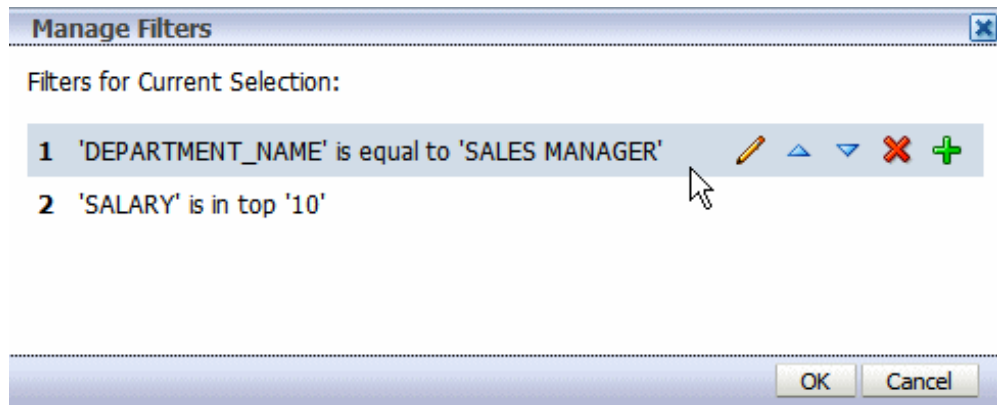 Manage Filters
Filters for Current Selection:
1 'DEPARTMENT_NAME' is equal to 'SALES MANAGER'
2 'SALARY' is in top '10'
OK Cancel